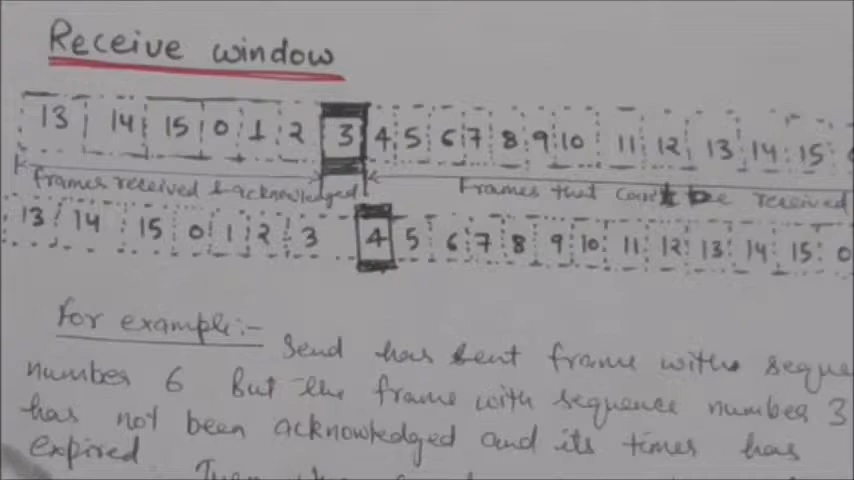 Receive window
13 14 15 0 1 2 3 4 5 6 7 8 9 10 11 12 13 14 15
frames received & acknowledged Frames that can't be received
13 14 15 0 1 2 3 4 5 6 7 8 9 10 11 12 13 14 15 0
For example:-
Send has sent frame with seque
number 6 But the frame with sequence number 3
has not been acknowledged and its times has
expired.